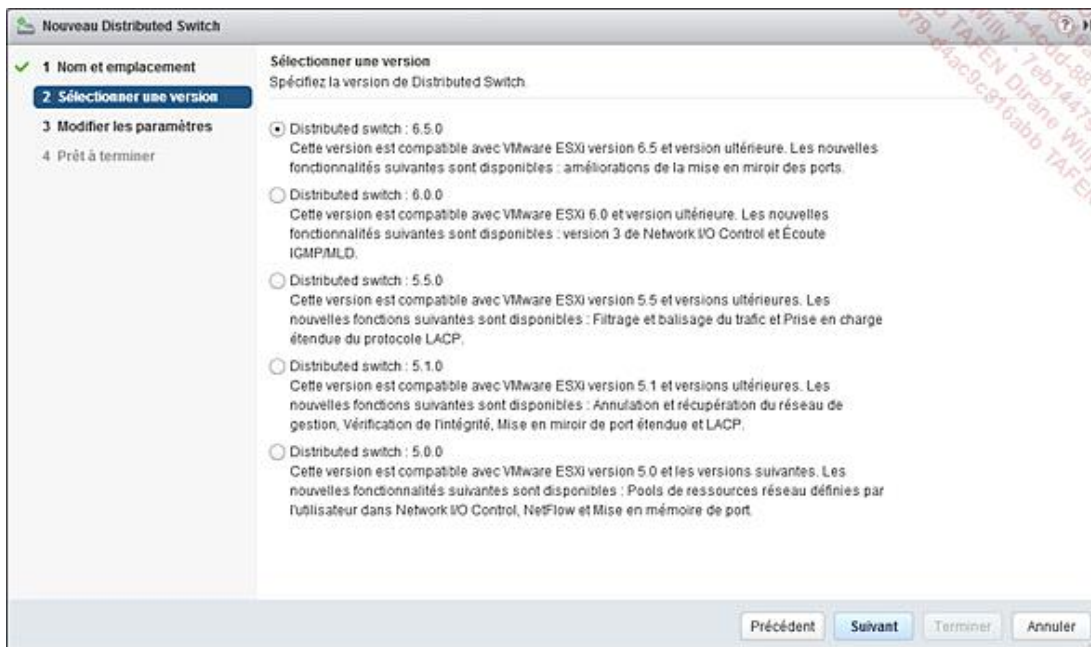 Nouveau Distributed Switch
1 Nom et emplacement
2 Sélectionner une version
3 Modifier les paramètres
4 Prêt à terminer
Sélectionner une version
Spécifiez la version de Distributed Switch.
Distributed switch : 6.5.0
Cette version est compatible avec VMware ESXi version 6.5 et version ultérieure. Les nouvelles
fonctionnalités suivantes sont disponibles : améliorations de la mise en miroir des ports.
Distributed switch : 6.0.0
Cette version est compatible avec VMware ESXi 6.0 et version ultérieure. Les nouvelles
fonctionnalités suivantes sont disponibles : version 3 de Network I/O Control et Écoute
IGMP/MLD.
Distributed switch : 5.5.0
Cette version est compatible avec VMware ESXi version 5.5 et versions ultérieures. Les
nouvelles fonctions suivantes sont disponibles : Filtrage et balisage du trafic et Prise en charge
étendue du protocole LACP.
Distributed switch : 5.1.0
Cette version est compatible avec VMware ESXi version 5.1 et versions ultérieures. Les
nouvelles fonctions suivantes sont disponibles : Annulation et récupération du réseau de
gestion, Vérification de l'intégrité, Mise en miroir de port étendue et LACP.
Distributed switch : 5.0.0
Cette version est compatible avec VMware ESXi version 5.0 et les versions suivantes. Les
nouvelles fonctionnalités suivantes sont disponibles : Pools de ressources réseau définies par
l'utilisateur dans Network I/O Control, NetFlow et Mise en mémoire de port.
Précédent
Suivant
Terminer
Annuler
TAFEN Dirane